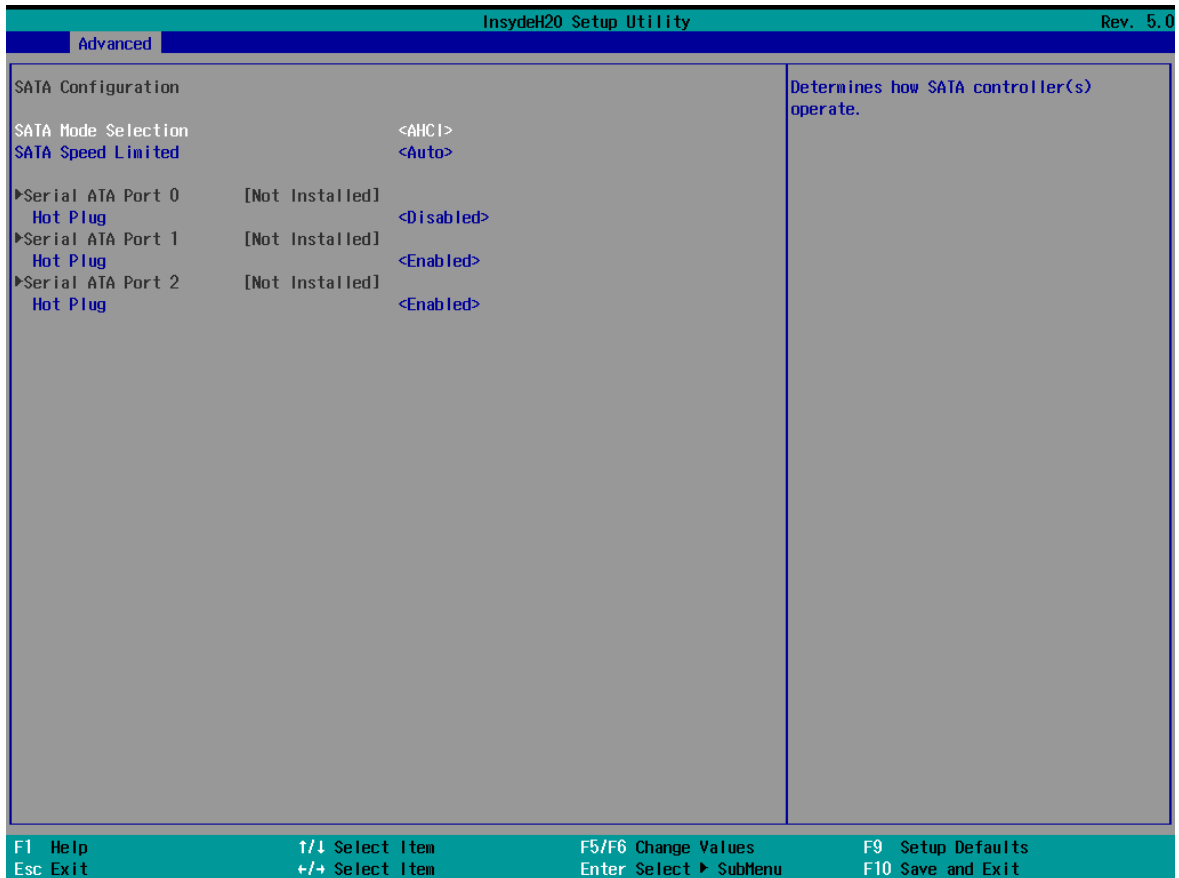 InsydeH20 Setup Utility Rev. 5.0
Advanced
SATA Configuration
SATA Mode Selection <AHCI>
SATA Speed Limited <Auto>
▶Serial ATA Port 0 [Not Installed]
Hot Plug <Disabled>
▶Serial ATA Port 1 [Not Installed]
Hot Plug <Enabled>
▶Serial ATA Port 2 [Not Installed]
Hot Plug <Enabled>
Determines how SATA controller(s)
operate.
F1 Help ↑/↓ Select Item F5/F6 Change Values F9 Setup Defaults
Esc Exit ←/→ Select Item Enter Select ▶ SubMenu F10 Save and Exit